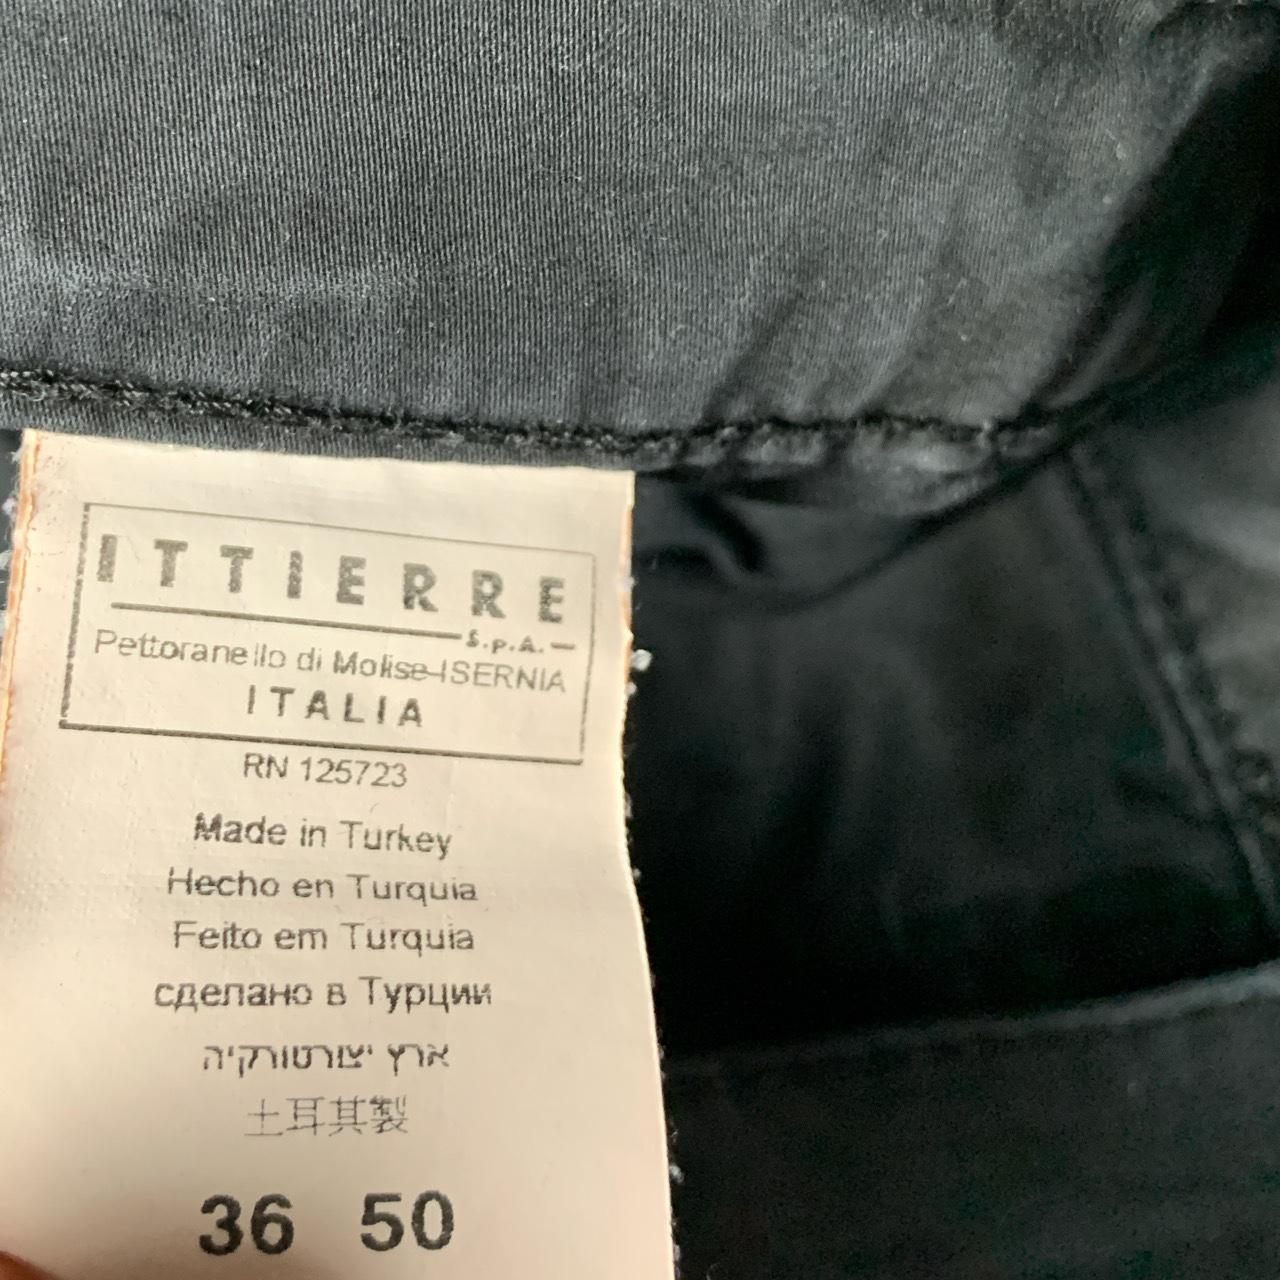 ITTIERRE
S.p.A.
Pettoranello di Molise-ISERNIA
ITALIA
RN 125723
Made in Turkey
Hecho en Turquia
Feito em Turquia
сделано в Турции
ארץ יצורטורקיה
土耳其製
36 50